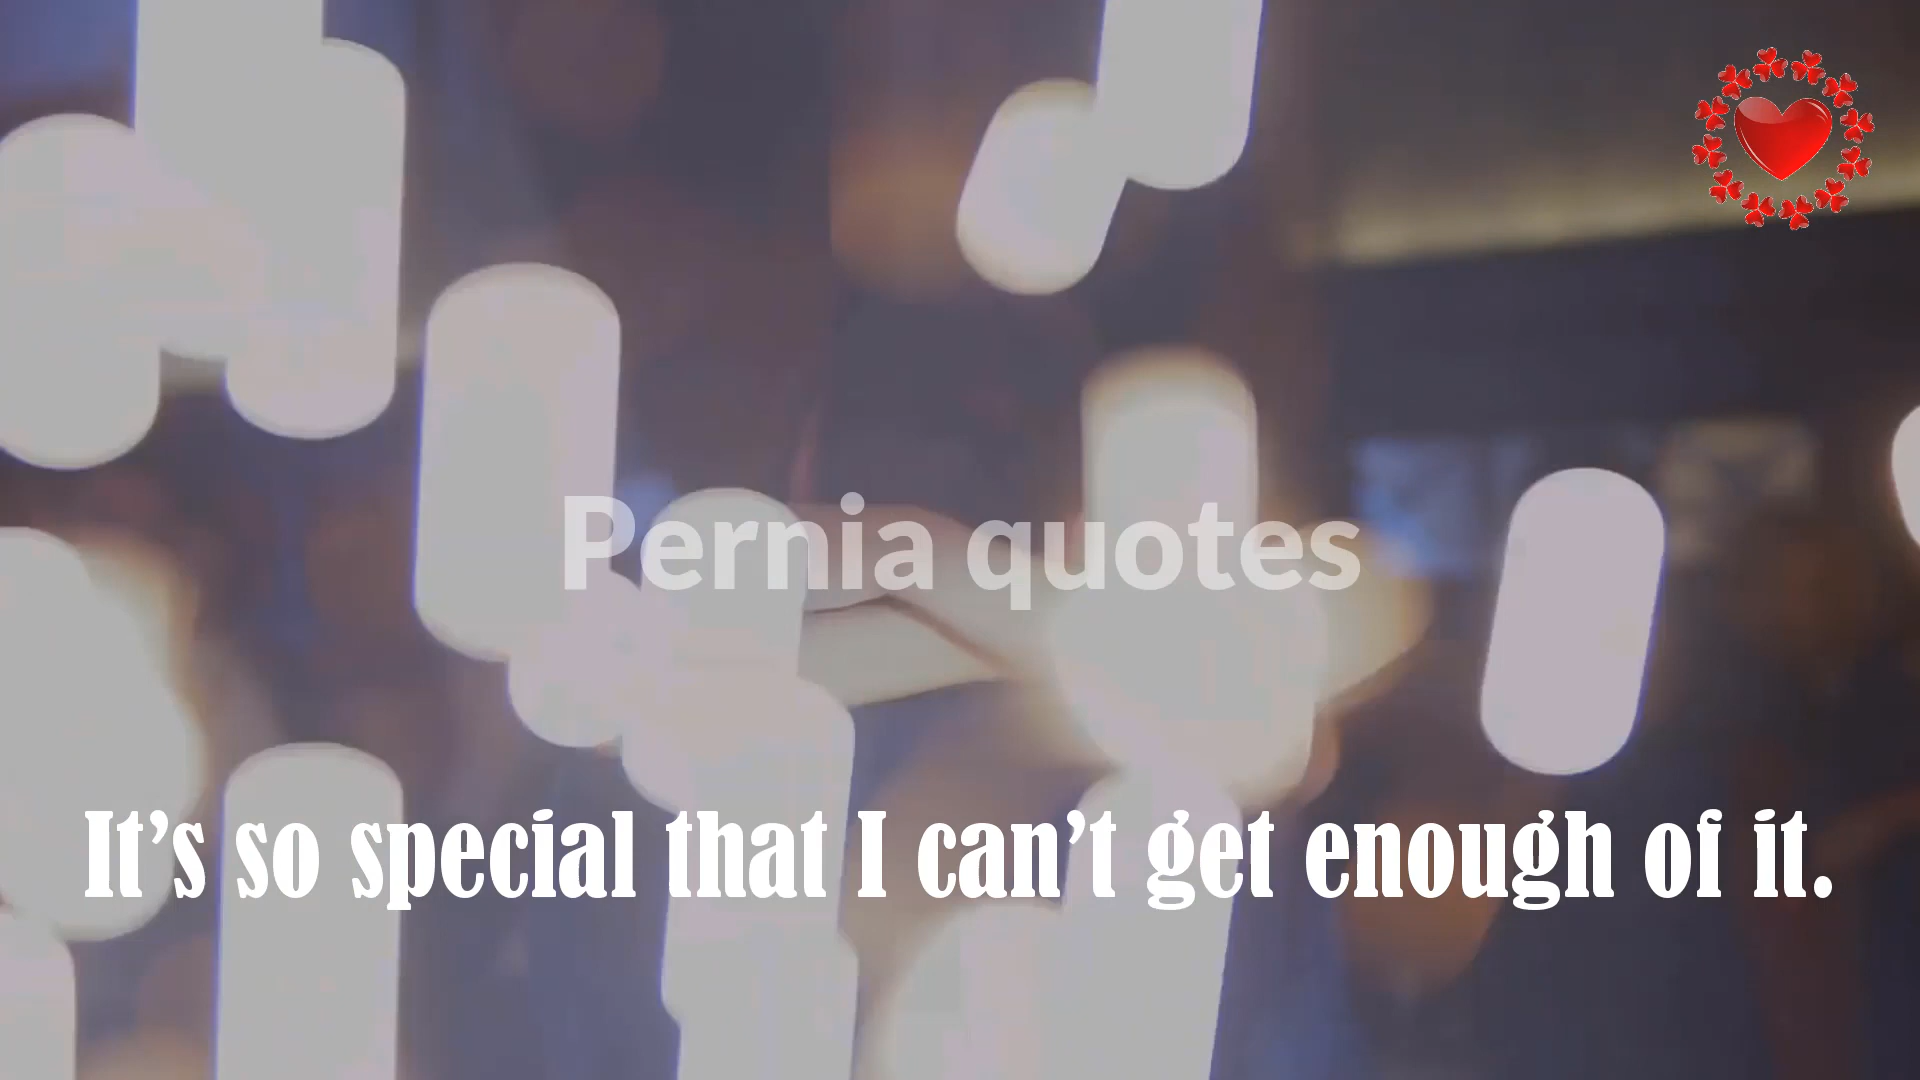 Pernia quotes
It’s so special that I can’t get enough of it.